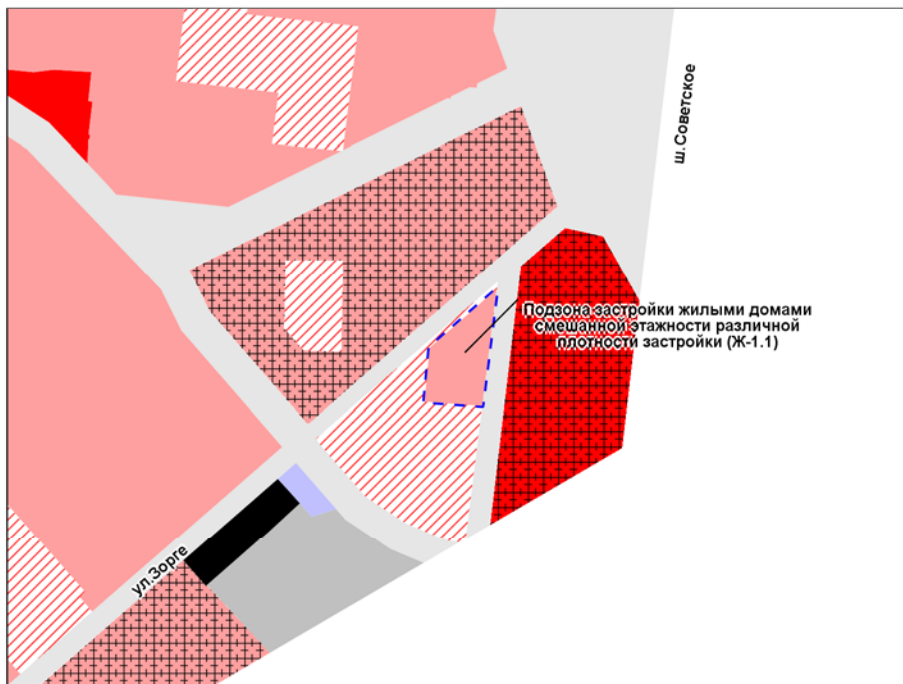 ш.Советское
Подзона застройки жилыми домами
смешанной этажности различной
плотности застройки (Ж-1.1)
ул.Зорге